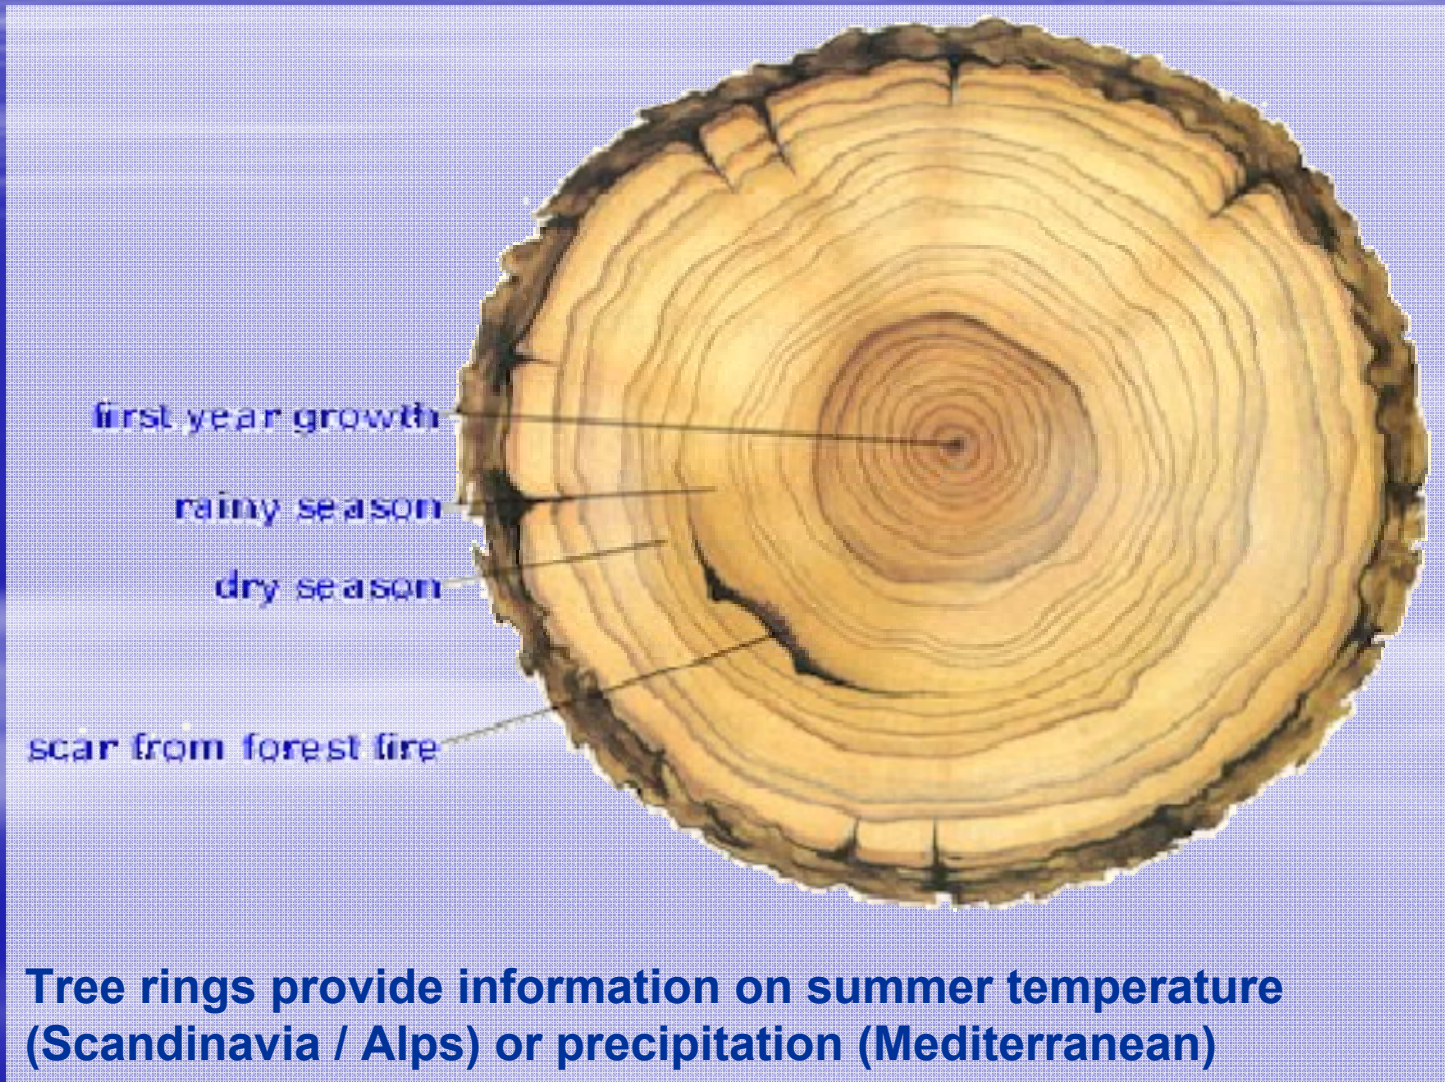 first year growth
rainy season
dry season
scar from forest fire
Tree rings provide information on summer temperature
(Scandinavia / Alps) or precipitation (Mediterranean)